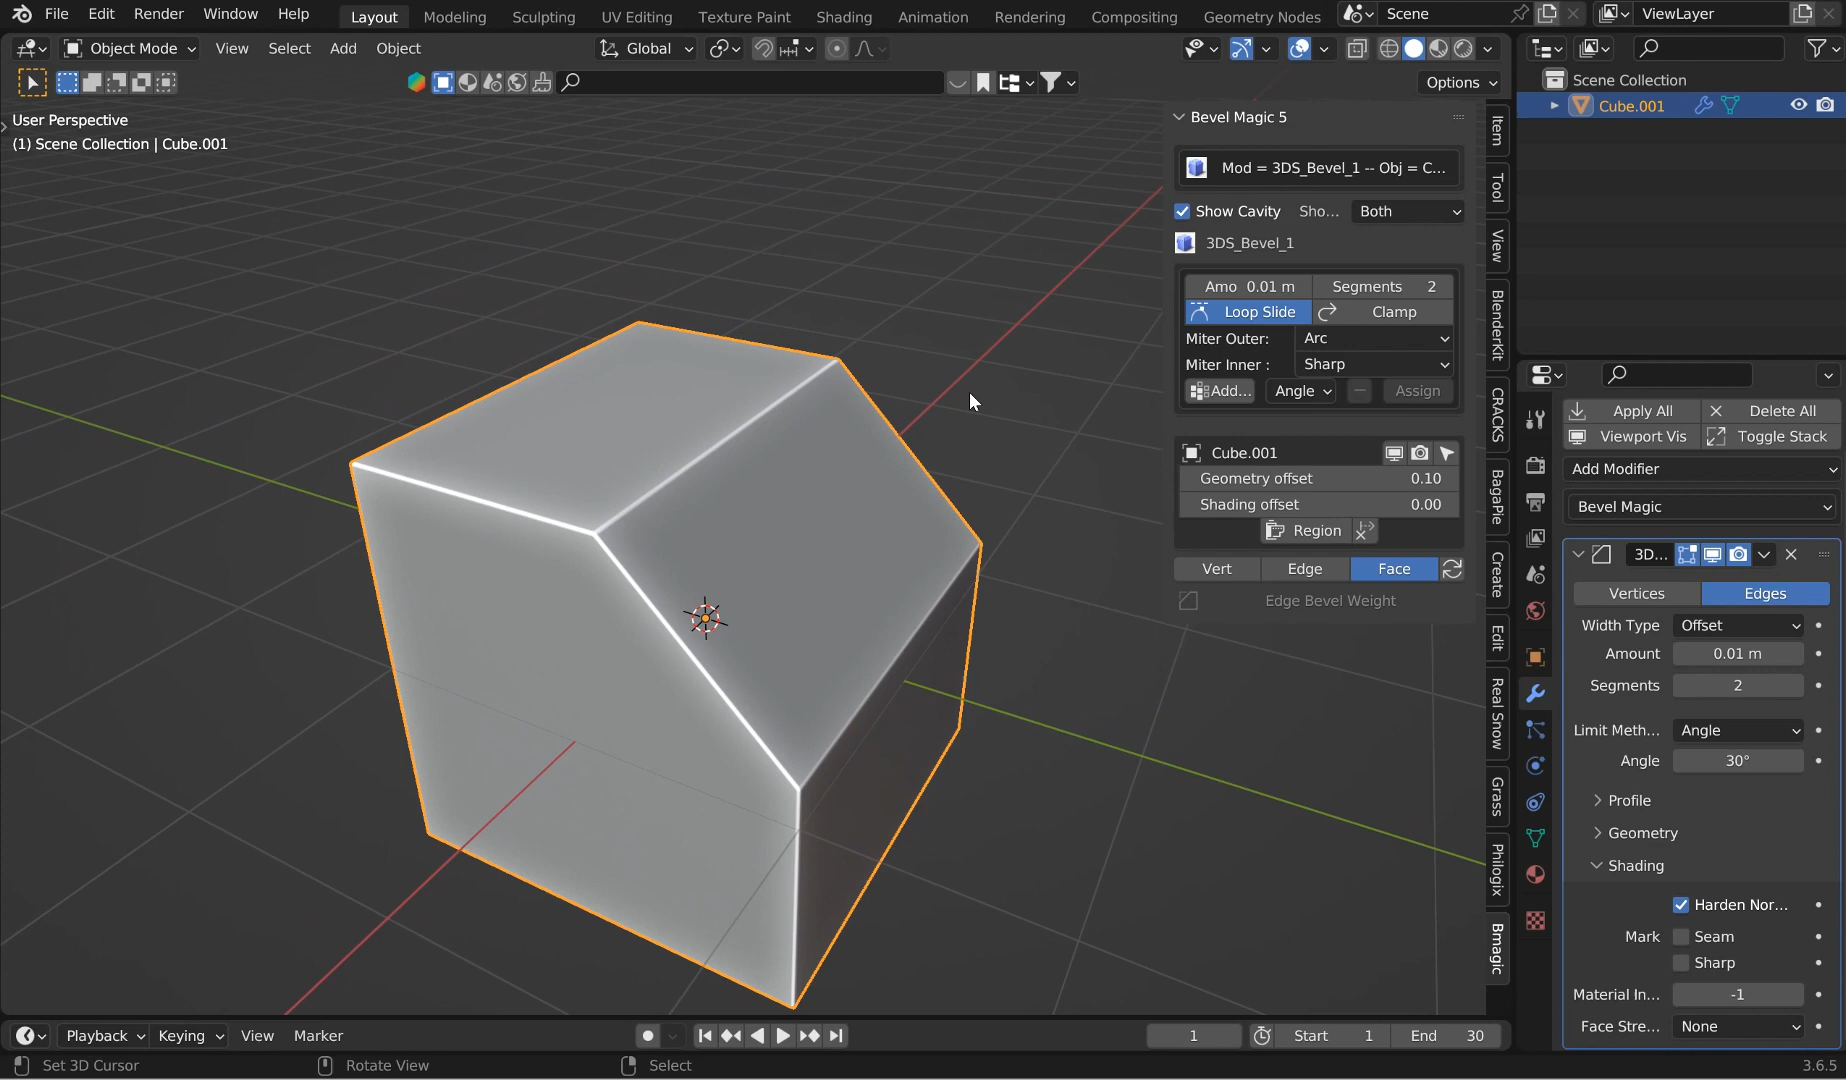 File Edit Render Window Help Layout Modeling Sculpting UV Editing Texture Paint Shading Animation Rendering Compositing Geometry Nodes Scene ViewLayer
Object Mode View Select Add Object Global
Options
User Perspective
(1) Scene Collection | Cube.001
Bevel Magic 5
Mod = 3DS_Bevel_1 -- Obj = C...
Show Cavity Sho... Both
3DS_Bevel_1
Amo 0.01 m Segments 2
Loop Slide Clamp
Miter Outer: Arc
Miter Inner : Sharp
Add... Angle Assign
Cube.001
Geometry offset 0.10
Shading offset 0.00
Region
Vert Edge Face
Edge Bevel Weight
Item
Tool
View
BlenderKit
CRACKS
BagaPie
Create
Edit
Real Snow
Grass
Philogix
Bmagic
Scene Collection
Cube.001
Apply All Delete All
Viewport Vis Toggle Stack
Add Modifier
Bevel Magic
3D...
Vertices Edges
Width Type Offset
Amount 0.01 m
Segments 2
Limit Meth... Angle
Angle 30°
Profile
Geometry
Shading
Harden Nor...
Mark Seam
Sharp
Material In... -1
Face Stre... None
Playback Keying View Marker 1 Start 1 End 30
Set 3D Cursor Rotate View Select 3.6.5